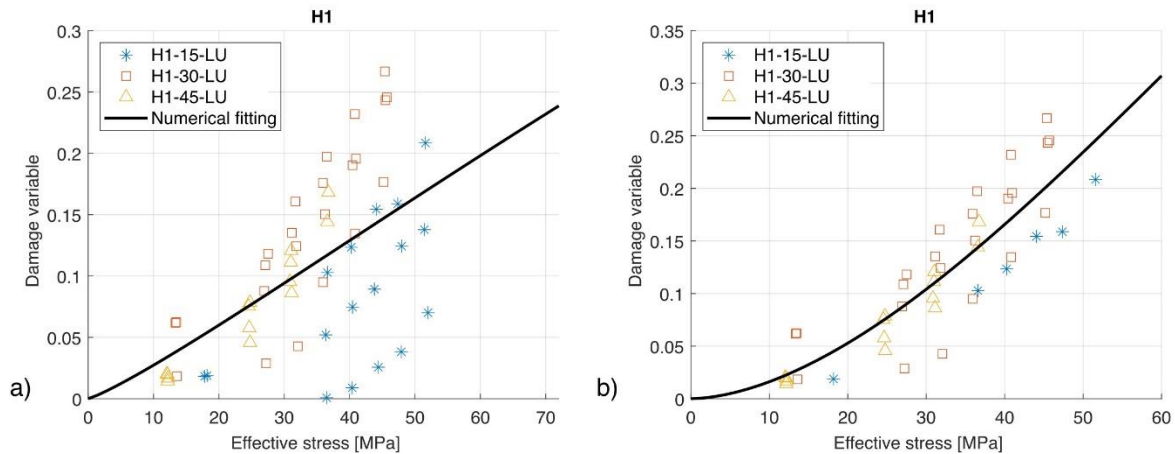 H1
0.3
0.25
0.2
0.15
0.1
0.05
0
0 10 20 30 40 50 60 70
Damage variable
Effective stress [MPa]
H1-15-LU
H1-30-LU
H1-45-LU
Numerical fitting
a)
H1
0.35
0.3
0.25
0.2
0.15
0.1
0.05
0
0 10 20 30 40 50 60
Damage variable
Effective stress [MPa]
H1-15-LU
H1-30-LU
H1-45-LU
Numerical fitting
b)